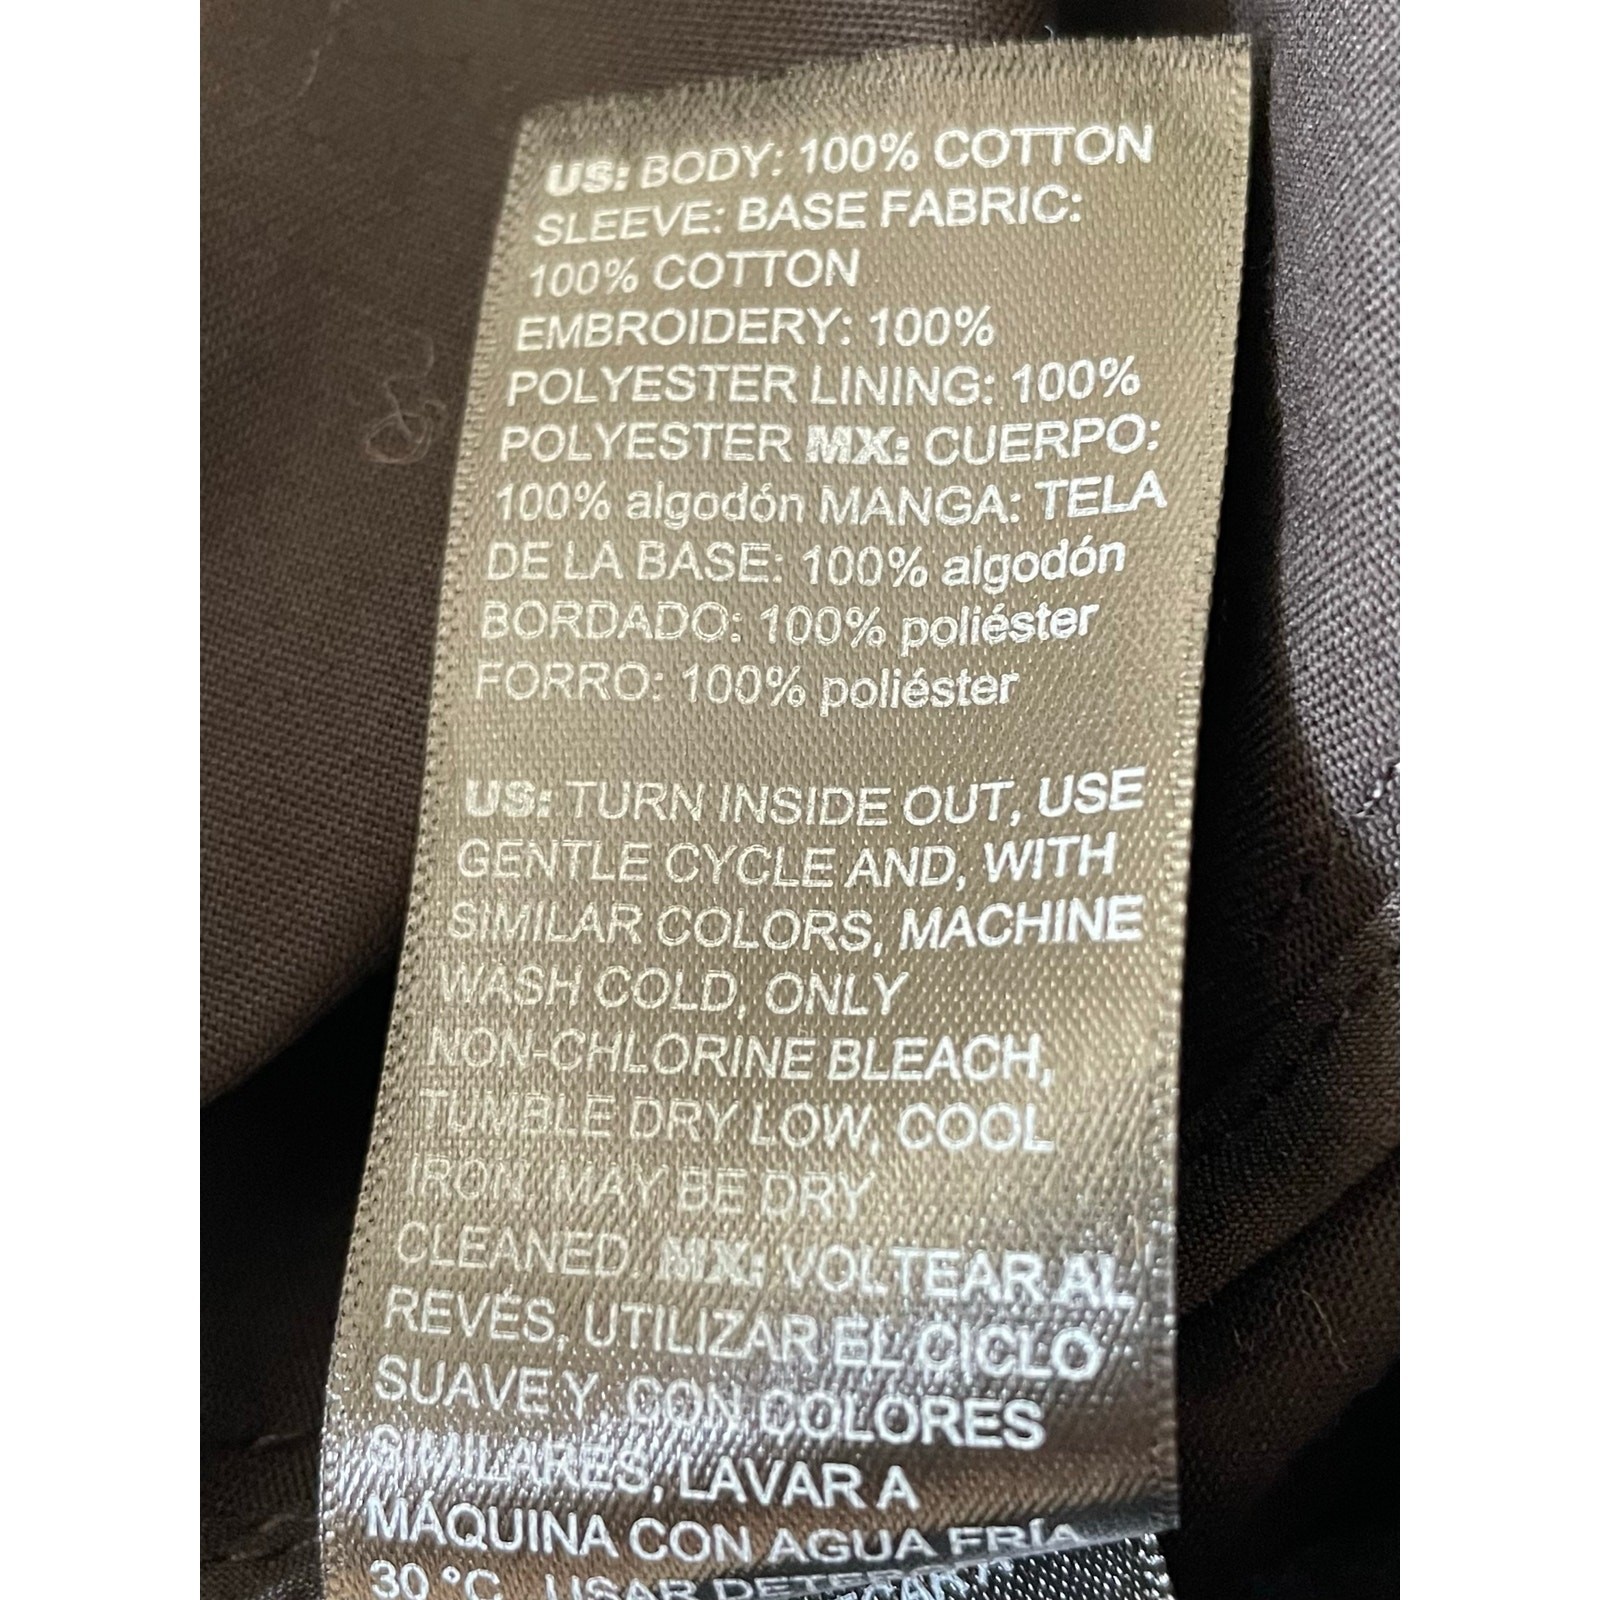 US: BODY: 100% COTTON
SLEEVE: BASE FABRIC:
100% COTTON
EMBROIDERY: 100%
POLYESTER LINING: 100%
POLYESTER MX: CUERPO:
100% algodón MANGA: TELA
DE LA BASE: 100% algodón
BORDADO: 100% poliéster
FORRO: 100% poliéster
US: TURN INSIDE OUT, USE
GENTLE CYCLE AND, WITH
SIMILAR COLORS, MACHINE
WASH COLD, ONLY
NON-CHLORINE BLEACH,
TUMBLE DRY LOW, COOL
IRON. MAY BE DRY
CLEANED. MX: VOLTEAR AL
REVÉS, UTILIZAR EL CICLO
SUAVE Y, CON COLORES
SIMILARES, LAVAR A
MÁQUINA CON AGUA FRÍA
30 °C, USAR